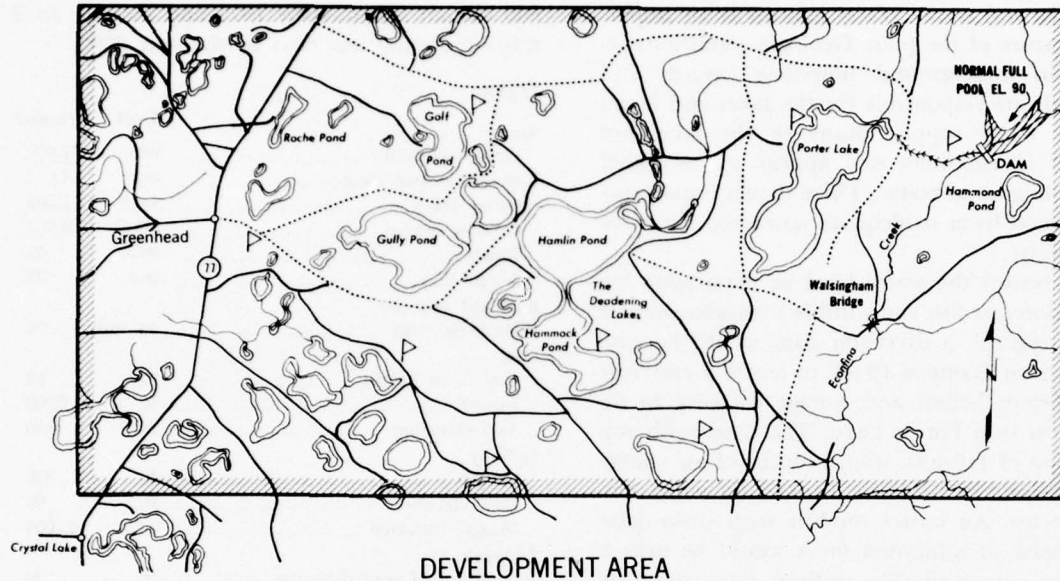 NORMAL FULL
POOL EL. 90
DAM
Roche Pond
Golf
Pond
Porter Lake
Hammond
Pond
Greenhead
77
Gully Pond
Hamlin Pond
Creek
Walsingham
Bridge
The
Deadening
Lakes
Hammock
Pond
Econfina
Crystal Lake
DEVELOPMENT AREA